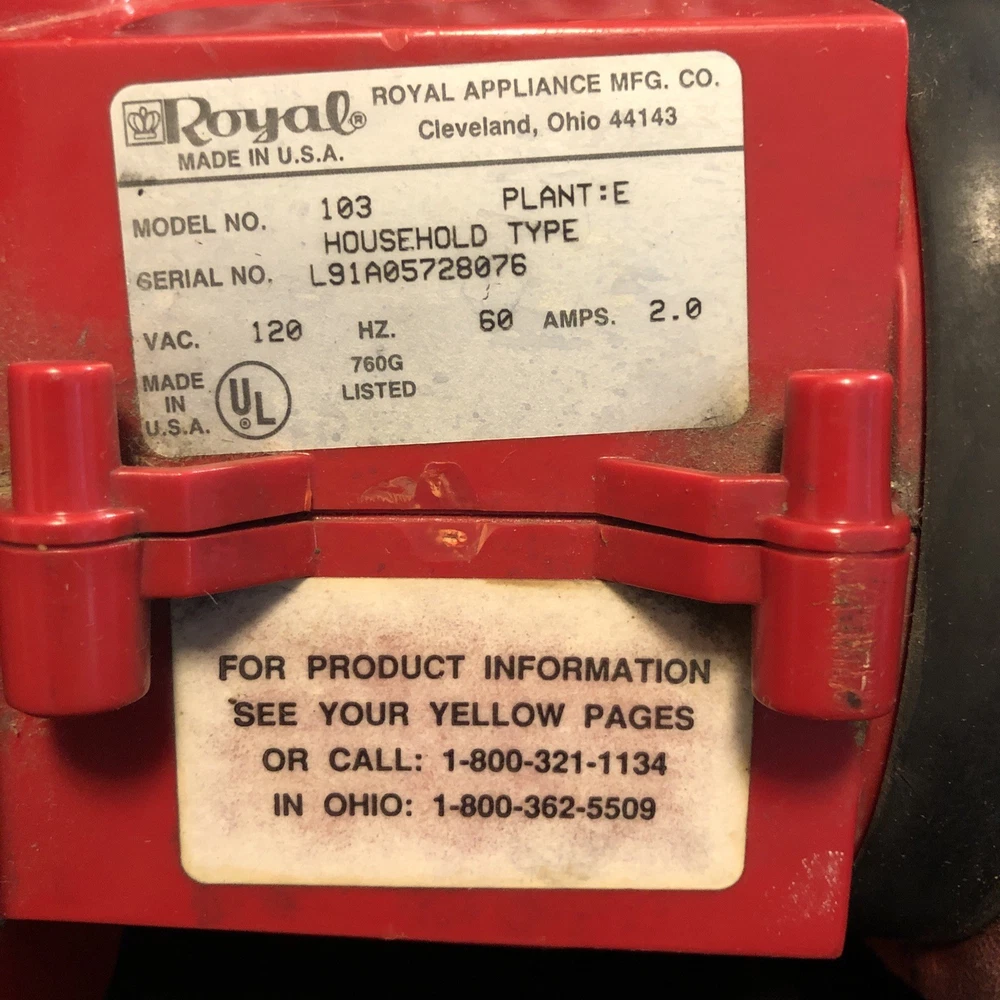 Royal® ROYAL APPLIANCE MFG. CO.
MADE IN U.S.A. Cleveland, Ohio 44143
MODEL NO. 103 PLANT:E
HOUSEHOLD TYPE
SERIAL NO. L91A05728076
VAC. 120 HZ. 60 AMPS. 2.0
MADE IN U.S.A.
UL®
760G
LISTED
FOR PRODUCT INFORMATION
SEE YOUR YELLOW PAGES
OR CALL: 1-800-321-1134
IN OHIO: 1-800-362-5509